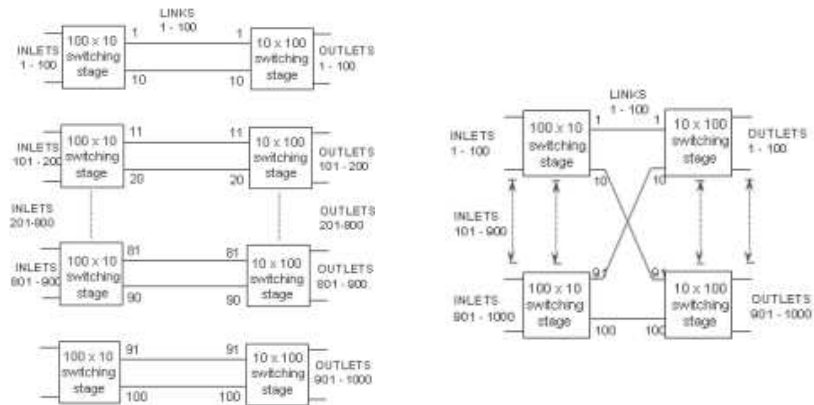 LINKS
1 - 100
INLETS
1 - 100
100 x 10
switching
stage
1
10
1
10
10 x 100
switching
stage
OUTLETS
1 - 100
INLETS
101 - 200
100 x 10
switching
stage
11
20
11
20
10 x 100
switching
stage
OUTLETS
101 - 200
INLETS
201-800
OUTLETS
201-800
INLETS
801 - 900
100 x 10
switching
stage
81
90
81
90
10 x 100
switching
stage
OUTLETS
801 - 900
100 x 10
switching
stage
91
100
91
100
10 x 100
switching
stage
OUTLETS
901 - 1000
LINKS
1 - 100
INLETS
1 - 100
100 x 10
switching
stage
1
10
1
10
10 x 100
switching
stage
OUTLETS
1 - 100
INLETS
101 - 900
INLETS
901 - 1000
100 x 10
switching
stage
91
100
91
100
10 x 100
switching
stage
OUTLETS
901 - 1000